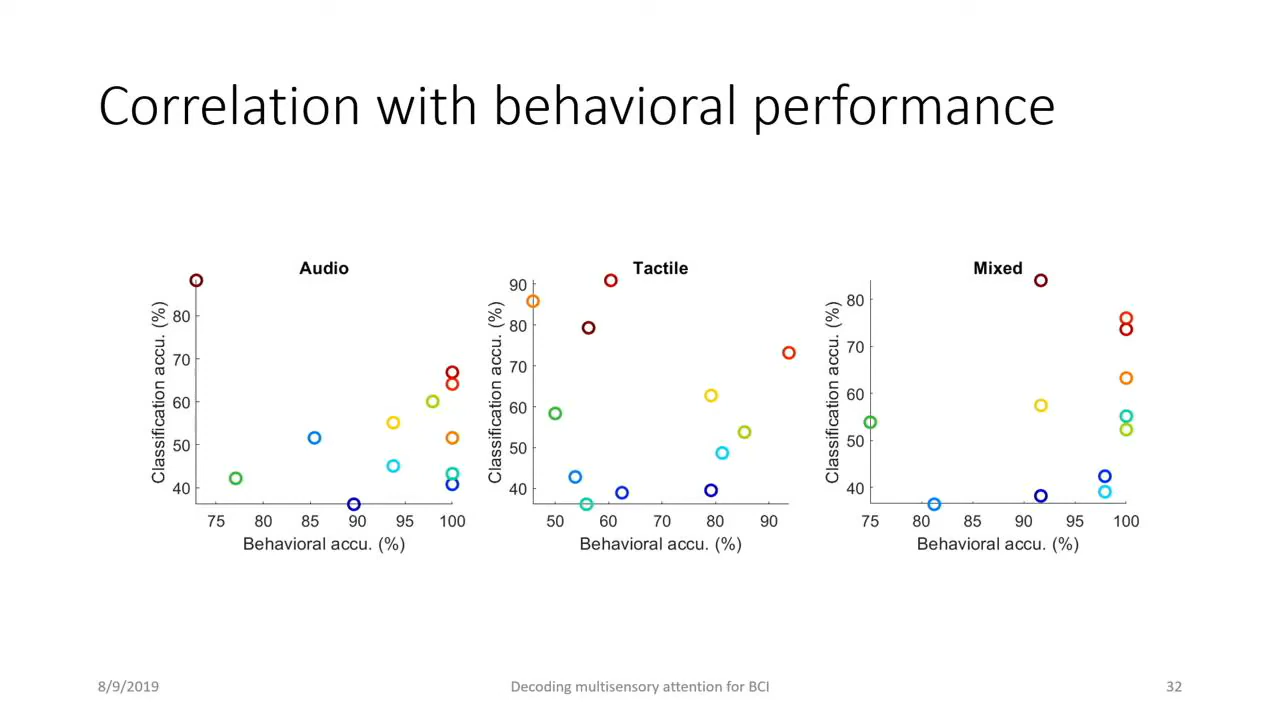 Correlation with behavioral performance
Audio
Classification accu. (%)
80
70
60
50
40
75 80 85 90 95 100
Behavioral accu. (%)
Tactile
Classification accu. (%)
90
80
70
60
50
40
50 60 70 80 90
Behavioral accu. (%)
Mixed
Classification accu. (%)
80
70
60
50
40
75 80 85 90 95 100
Behavioral accu. (%)
8/9/2019 Decoding multisensory attention for BCI 32